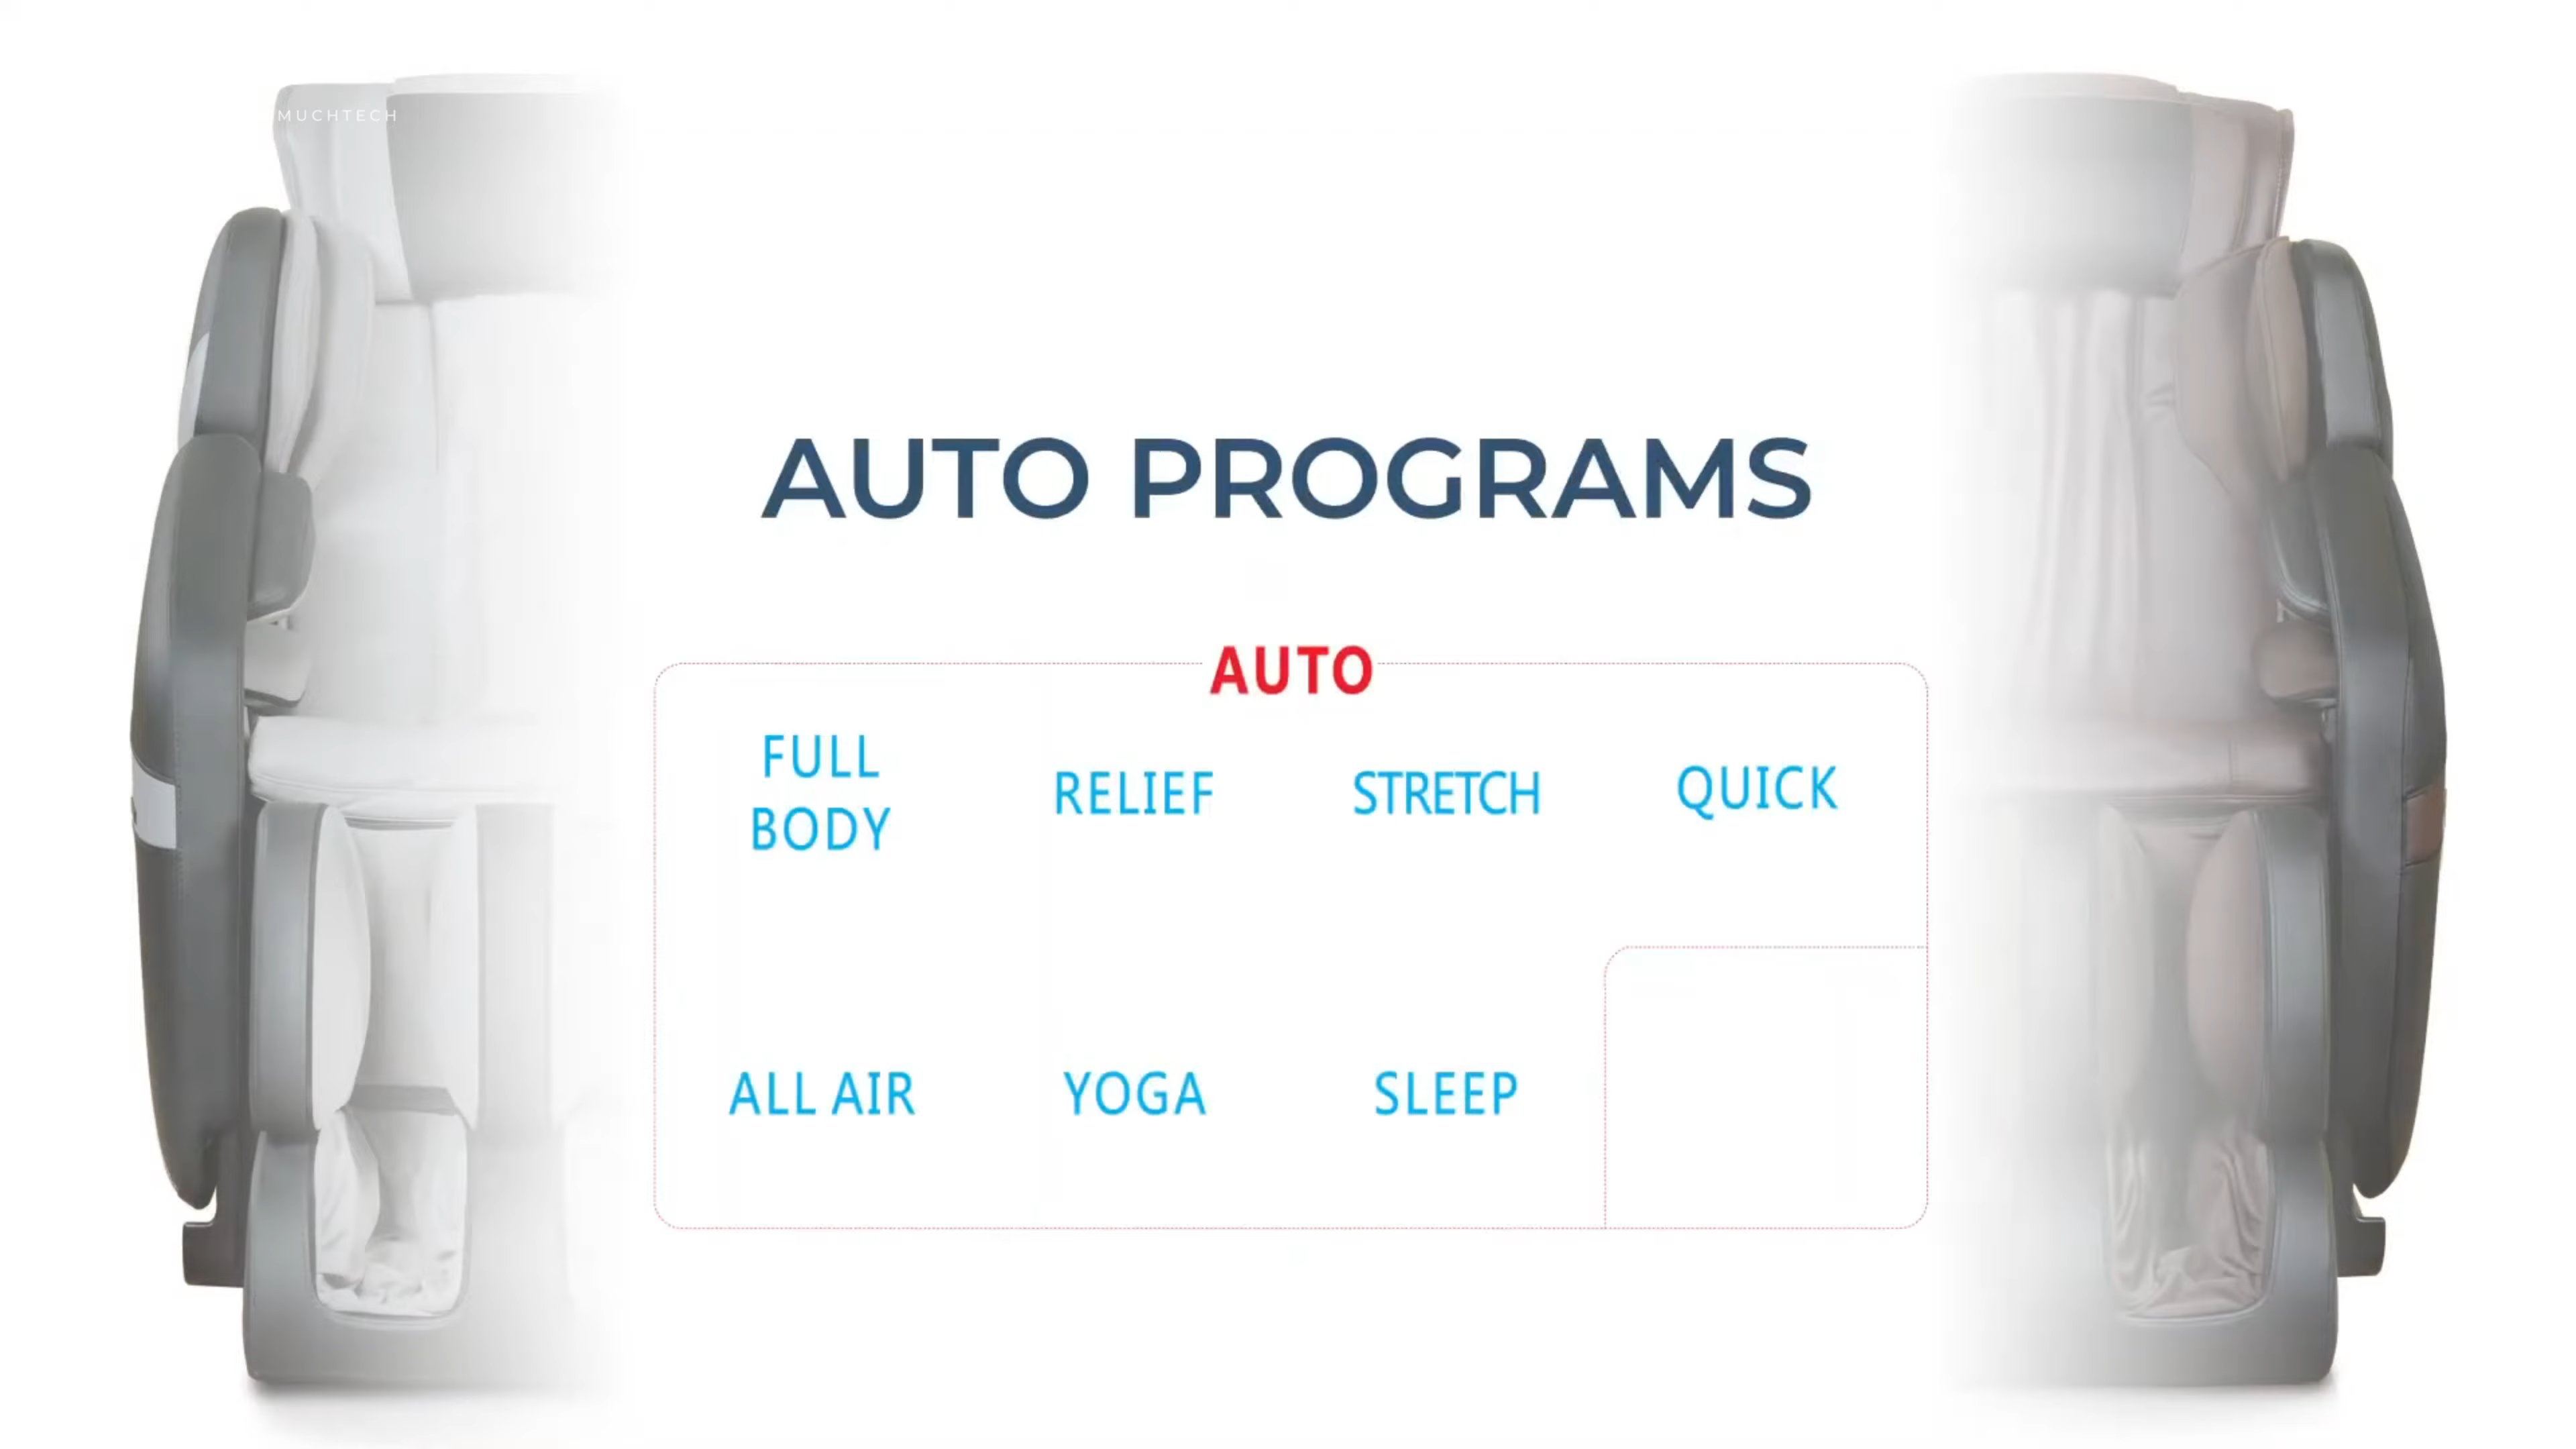 MUCHTECH
AUTO PROGRAMS
AUTO
FULL
BODY
RELIEF
STRETCH
QUICK
ALL AIR
YOGA
SLEEP